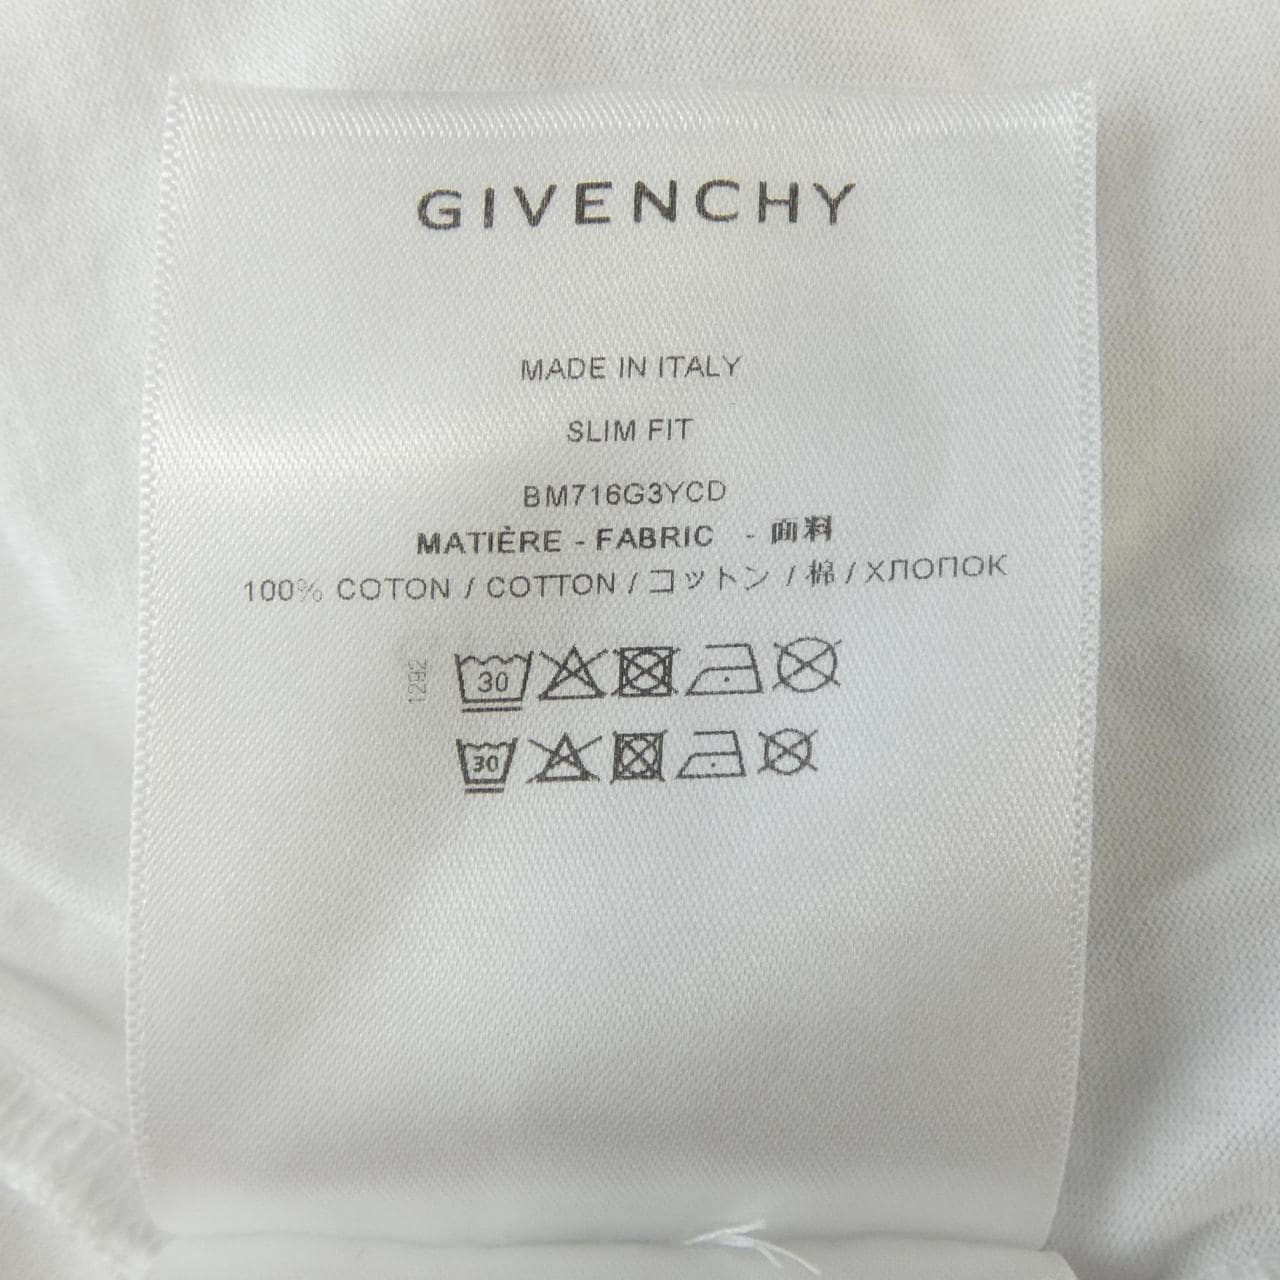 GIVENCHY
MADE IN ITALY
SLIM FIT
BM716G3YCD
MATIÈRE - FABRIC - 面料
100% COTON / COTTON / コットン / 棉 / ХЛОПОК
1292
30
30